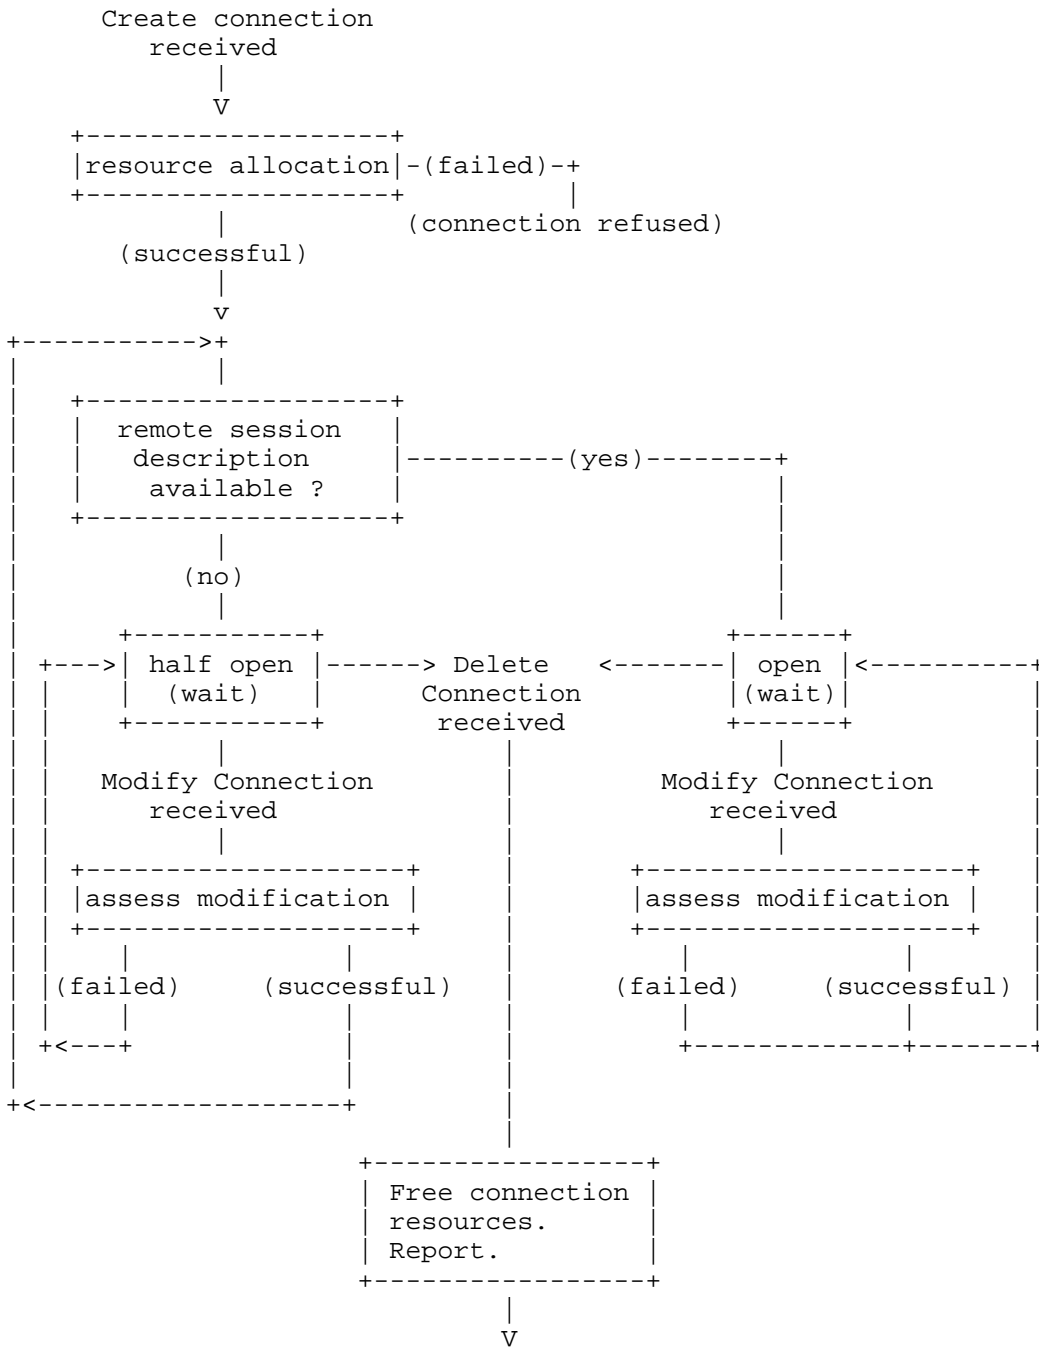 Create connection
received
|
V
+-------------------+
|resource allocation|-(failed)-+
+-------------------+          |
|          (connection refused)
(successful)
|
v
+----------->+
|            |
|   +-------------------+
|   |  remote session   |
|   |   description     |----------(yes)--------+
|   |    available ?    |                       |
|   +-------------------+                       |
|            |                                  |
|          (no)                                 |
|            |                                  |
|      +-----------+                         +------+
| +--->| half open |------> Delete   <-------| open |<----------+
| |    |  (wait)   |      Connection         |(wait)|           |
| |    +-----------+       received          +------+           |
| |          |                 |                |               |
| |   Modify Connection        |         Modify Connection      |
| |      received              |            received            |
| |          |                 |                |               |
| | +--------------------+     |       +--------------------+   |
| | |assess modification |     |       |assess modification |   |
| | +--------------------+     |       +--------------------+   |
| |    |             |         |          |             |       |
| |(failed)     (successful)   |      (failed)     (successful) |
| |    |             |         |          |             |       |
| +<---+             |         |          +-------------+-------+
|                    |         |
+<-------------------+         |
|
+-----------------+
| Free connection |
| resources.      |
| Report.         |
+-----------------+
|
V